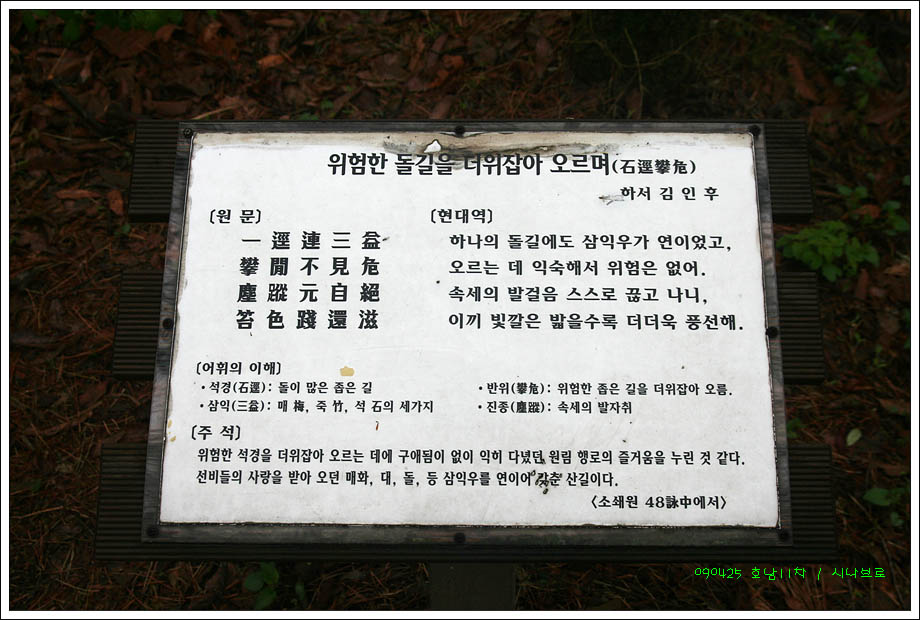 위험한 돌길을 더위잡아 오르며(石逕攀危)
하서 김 인 후
〔원 문〕
一 逕 連 三 益
攀 閒 不 見 危
塵 蹤 元 自 絕
笞 色 踐 還 滋
〔현대역〕
하나의 돌길에도 삼익우가 연이었고,
오르는 데 익숙해서 위험은 없어.
속세의 발걸음 스스로 끊고 나니,
이끼 빛깔은 밟을수록 더더욱 풍선해.
〔어휘의 이해〕
• 석경(石逕): 돌이 많은 좁은 길
• 삼익(三益): 매 梅, 죽 竹, 석 石의 세가지
• 반위(攀危): 위험한 좁은 길을 더위잡아 오름.
• 진종(塵蹤): 속세의 발자취
〔주 석〕
위험한 석경을 더위잡아 오르는 데에 구애됨이 없이 익히 다녔던 원림 행로의 즐거움을 누린 것 같다.
선비들의 사랑을 받아 오던 매화, 대, 돌, 등 삼익우를 연이어 갖춘 산길이다.
〈소쇄원 48詠中에서〉
090425 호남11차 / 시나브로